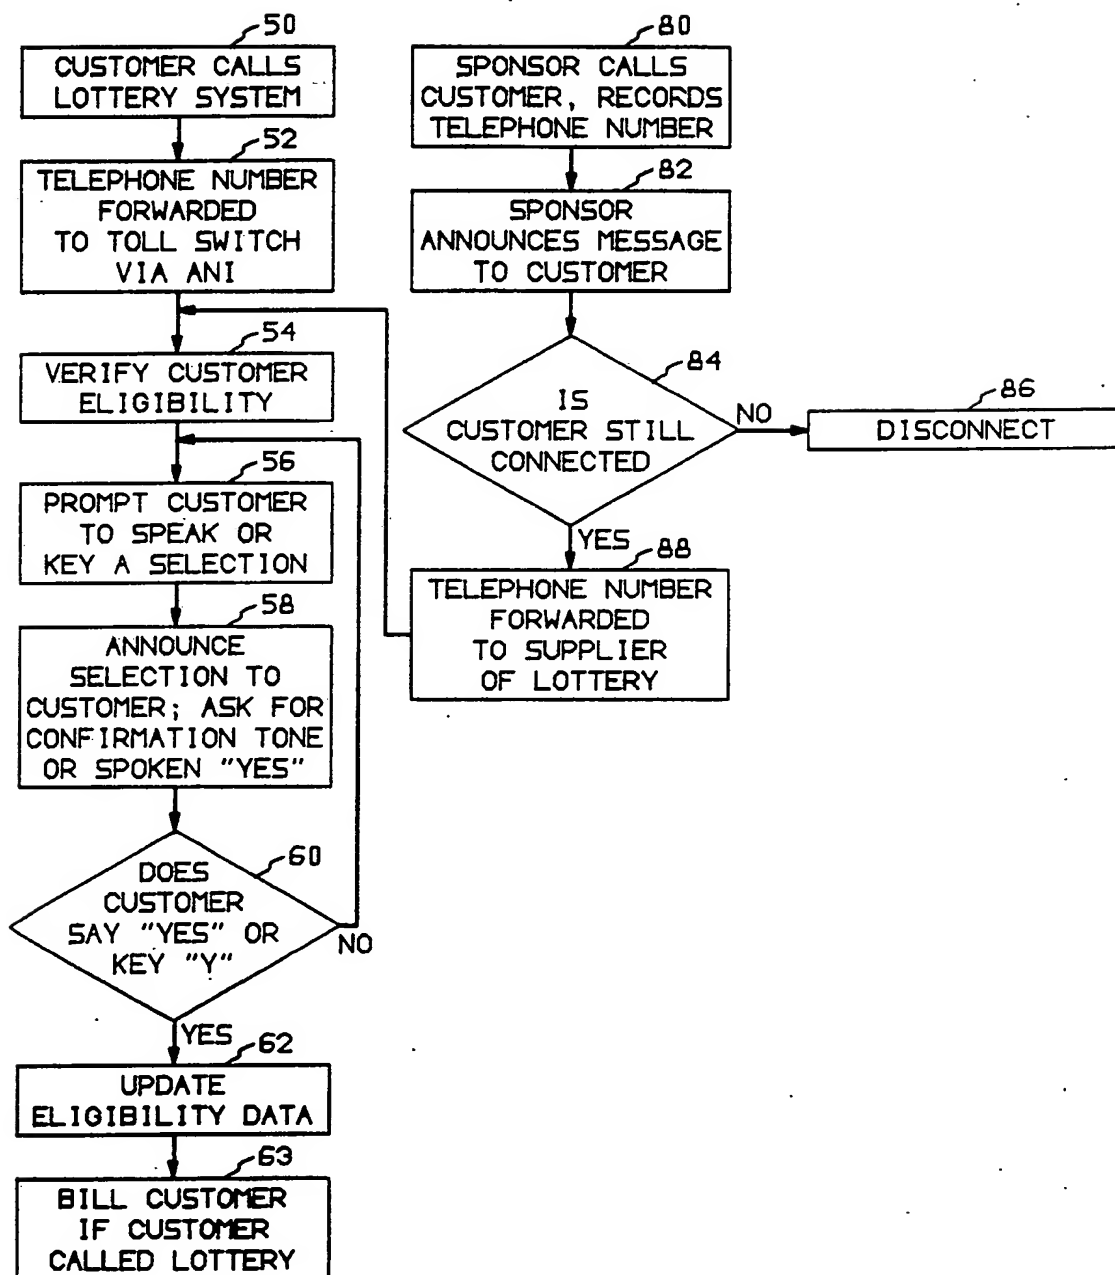 50
CUSTOMER CALLS
LOTTERY SYSTEM
52
TELEPHONE NUMBER
FORWARDED
TO TOLL SWITCH
VIA ANI
54
VERIFY CUSTOMER
ELIGIBILITY
56
PROMPT CUSTOMER
TO SPEAK OR
KEY A SELECTION
58
ANNOUNCE
SELECTION TO
CUSTOMER; ASK FOR
CONFIRMATION TONE
OR SPOKEN "YES"
60
DOES
CUSTOMER
SAY "YES" OR
KEY "Y"
NO
YES
62
UPDATE
ELIGIBILITY DATA
63
BILL CUSTOMER
IF CUSTOMER
CALLED LOTTERY
80
SPONSOR CALLS
CUSTOMER, RECORDS
TELEPHONE NUMBER
82
SPONSOR
ANNOUNCES MESSAGE
TO CUSTOMER
84
IS
CUSTOMER STILL
CONNECTED
NO
86
DISCONNECT
YES
88
TELEPHONE NUMBER
FORWARDED
TO SUPPLIER
OF LOTTERY